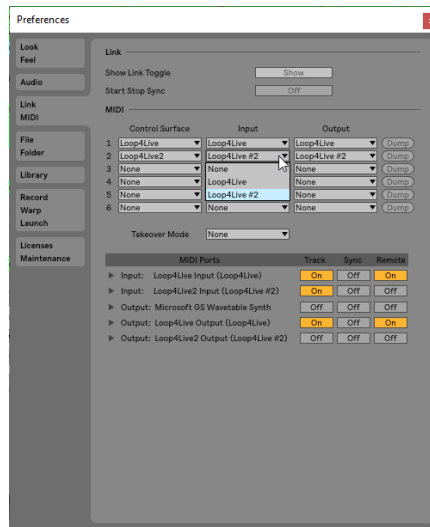 Preferences
Look
Feel
Audio
Link
MIDI
File
Folder
Library
Record
Warp
Launch
Licenses
Maintenance
Link
Show Link Toggle Show
Start Stop Sync Off
MIDI
Control Surface Input Output
1 Loop4Live Loop4Live Loop4Live Dump
2 Loop4Live2 Loop4Live #2 Loop4Live #2 Dump
3 None None None Dump
4 None Loop4Live None Dump
5 None Loop4Live #2 None Dump
6 None None None Dump
Takeover Mode None
MIDI Ports Track Sync Remote
Input: Loop4Live Input (Loop4Live) On Off On
Input: Loop4Live2 Input (Loop4Live #2) On Off Off
Output: Microsoft GS Wavetable Synth Off Off Off
Output: Loop4Live Output (Loop4Live) On Off On
Output: Loop4Live2 Output (Loop4Live #2) Off Off Off